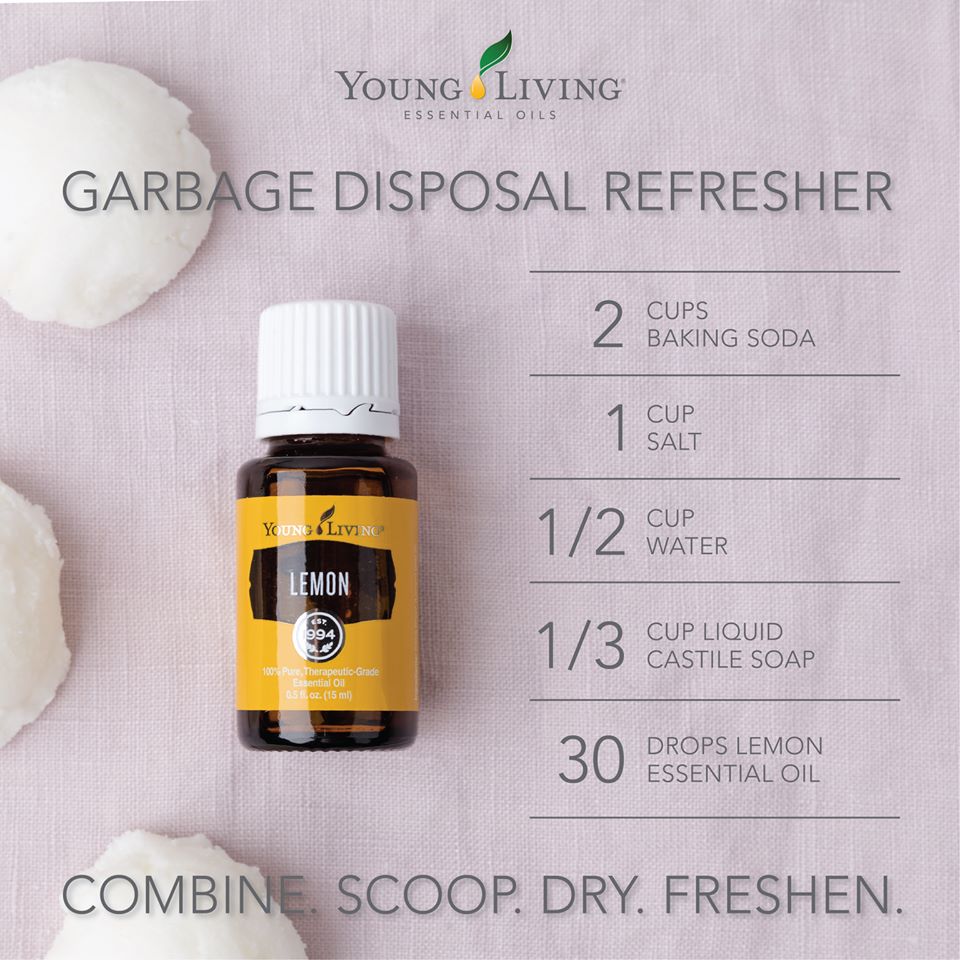 YOUNG LIVING®
ESSENTIAL OILS
GARBAGE DISPOSAL REFRESHER
2 CUPS
BAKING SODA
1 CUP
SALT
1/2 CUP
WATER
1/3 CUP LIQUID
CASTILE SOAP
30 DROPS LEMON
ESSENTIAL OIL
YOUNG LIVING®
LEMON
EST.
1994
100% Pure, Therapeutic-Grade
Essential Oil
0.5 fl. oz. (15 ml)
COMBINE. SCOOP. DRY. FRESHEN.